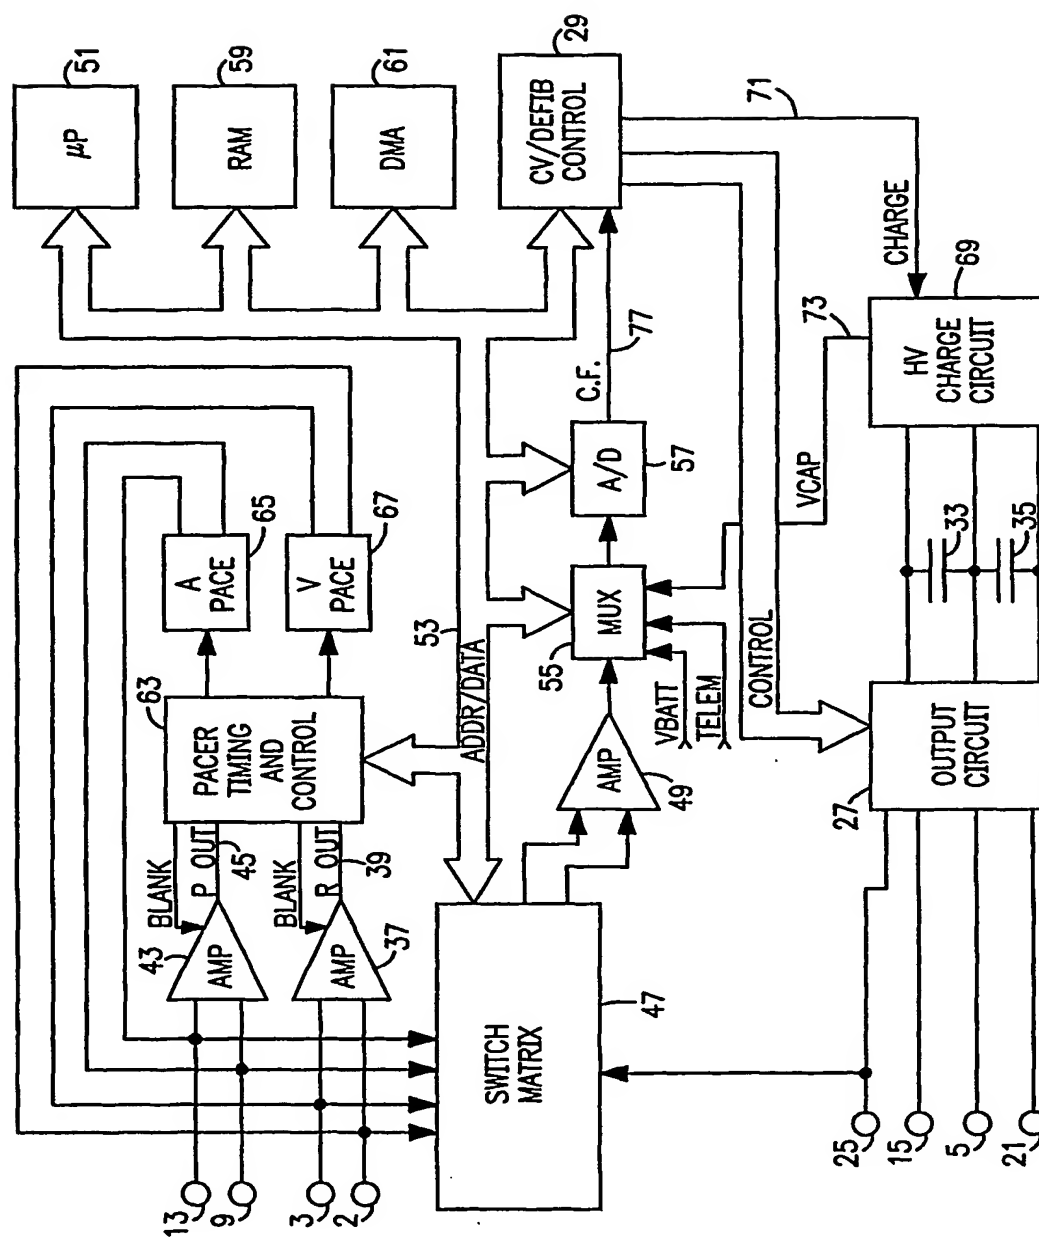 51
μP
59
RAM
61
DMA
29
CV/DEFIB
CONTROL
71
CHARGE
69
HV
CHARGE
CIRCUIT
73
VCAP
77
C.F.
57
A/D
55
MUX
VBATT
TELEM
CONTROL
33
35
65
A
PACE
67
V
PACE
53
ADDR/DATA
63
PACER
TIMING
AND
CONTROL
BLANK
P OUT
45
BLANK
R OUT
39
43
AMP
37
AMP
49
AMP
47
SWITCH
MATRIX
27
OUTPUT
CIRCUIT
13
9
3
2
25
15
5
21